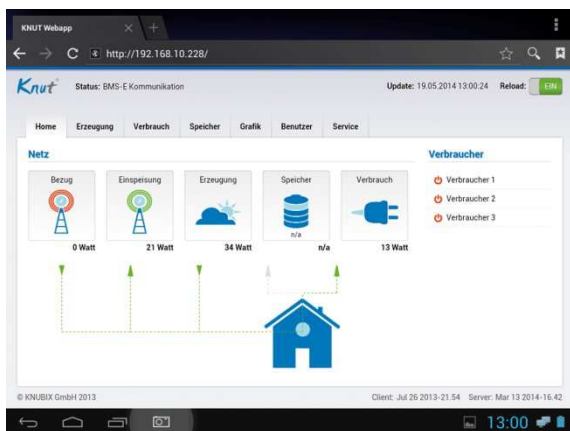 KNUT Webapp
http://192.168.10.228/
Knut Status: BMS-E Kommunikation Update: 19.05.2014 13:00:24 Reload: EIN
Home Erzeugung Verbrauch Speicher Grafik Benutzer Service
Netz Verbraucher
Bezug Einspeisung Erzeugung Speicher Verbrauch
Verbraucher 1
Verbraucher 2
Verbraucher 3
n/a
0 Watt 21 Watt 34 Watt n/a 13 Watt
© KNUBIX GmbH 2013 Client: Jul 26 2013-21.54 Server: Mar 13 2014-16.42
13:00